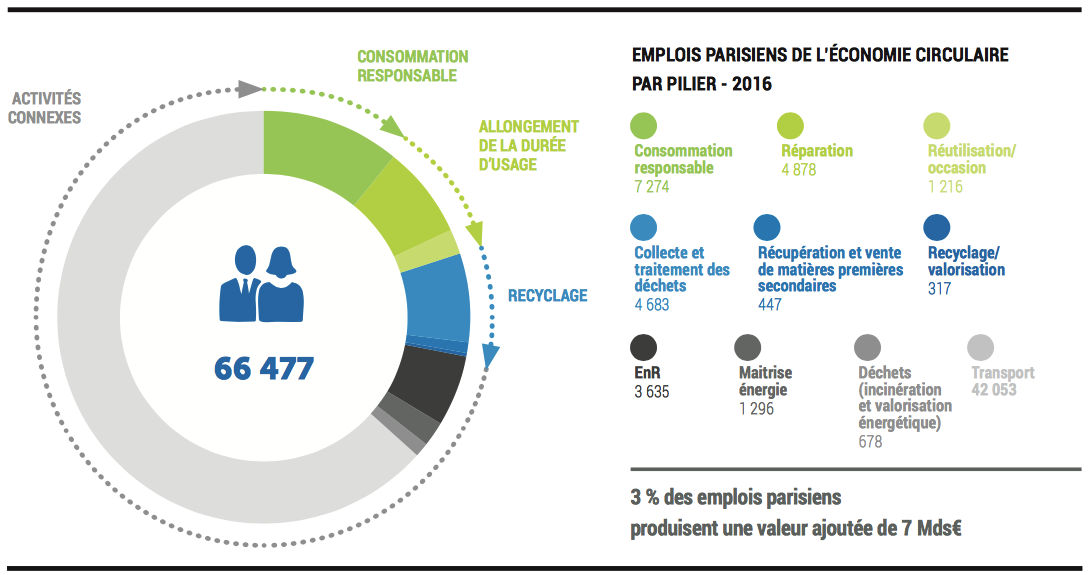 CONSOMMATION
RESPONSABLE
ACTIVITÉS
CONNEXES
ALLONGEMENT
DE LA DURÉE
D'USAGE
RECYCLAGE
66 477
EMPLOIS PARISIENS DE L'ÉCONOMIE CIRCULAIRE
PAR PILIER - 2016
Consommation
responsable
7 274
Réparation
4 878
Réutilisation/
occasion
1 216
Collecte et
traitement des
déchets
4 683
Récupération et vente
de matières premières
secondaires
447
Recyclage/
valorisation
317
EnR
3 635
Maitrise
énergie
1 296
Déchets
(incinération
et valorisation
énergétique)
678
Transport
42 053
3 % des emplois parisiens
produisent une valeur ajoutée de 7 Mds€